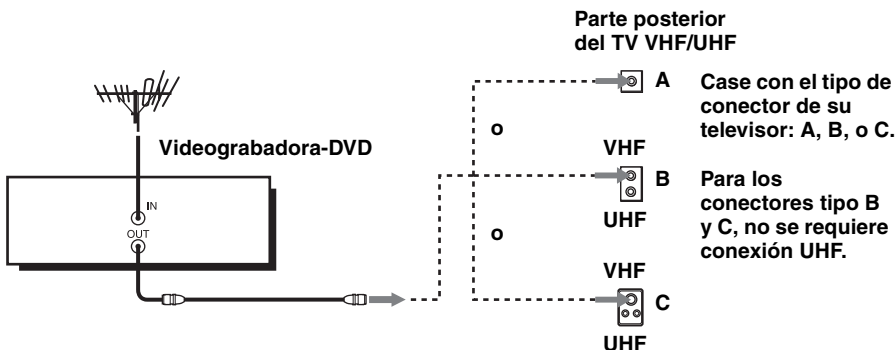 Parte posterior
del TV VHF/UHF
A
Case con el tipo de
conector de su
televisor: A, B, o C.
o
Videograbadora-DVD
VHF
B
Para los
conectores tipo B
y C, no se requiere
conexión UHF.
IN
UHF
OUT
o
VHF
C
UHF